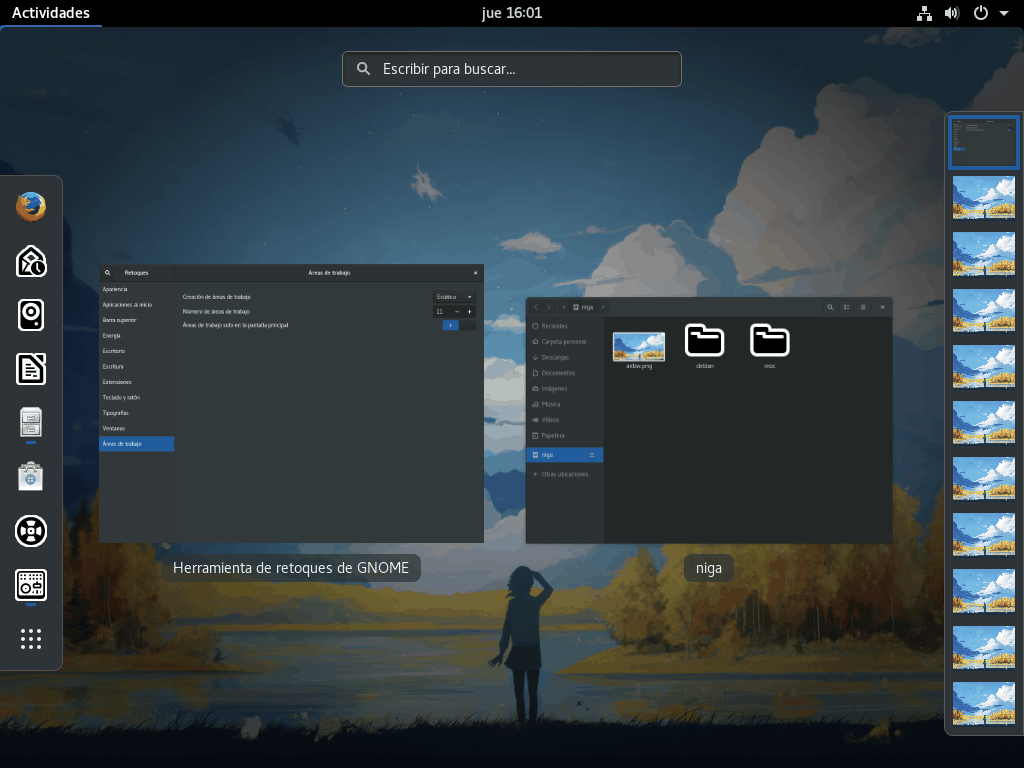 Actividades
jue 16:01
Escribir para buscar...
Retoques
Áreas de trabajo
Apariencia
Aplicaciones al inicio
Barra superior
Energía
Escritorio
Escritura
Extensiones
Teclado y ratón
Tipografías
Ventanas
Áreas de trabajo
Creación de áreas de trabajo
Estático
Número de áreas de trabajo
11 − +
Áreas de trabajo solo en la pantalla principal
Herramienta de retoques de GNOME
niga
Recientes
Carpeta personal
Descargas
Documentos
Imágenes
Música
Vídeos
Papelera
niga
+ Otras ubicaciones
debian
moc
niga